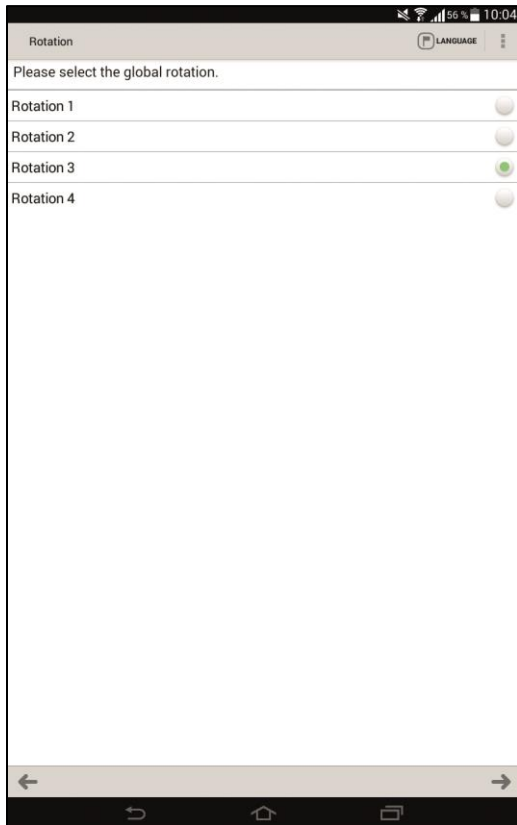 56 % 10:04
Rotation LANGUAGE
Please select the global rotation.
Rotation 1
Rotation 2
Rotation 3
Rotation 4